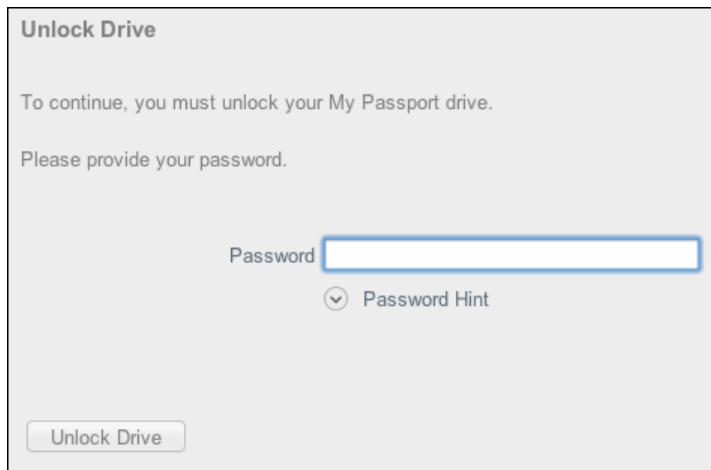 Unlock Drive
To continue, you must unlock your My Passport drive.
Please provide your password.
Password
Password Hint
Unlock Drive